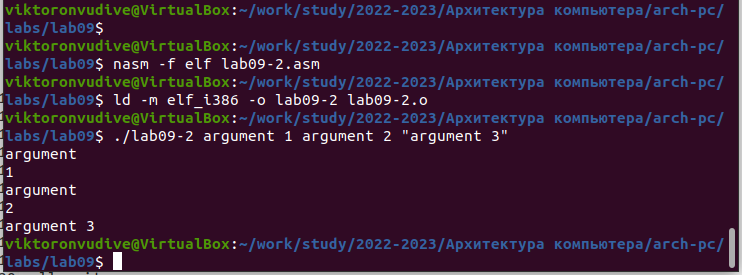 viktoronvudive@VirtualBox:~/work/study/2022-2023/Архитектура компьютера/arch-pc/
labs/lab09$
viktoronvudive@VirtualBox:~/work/study/2022-2023/Архитектура компьютера/arch-pc/
labs/lab09$ nasm -f elf lab09-2.asm
viktoronvudive@VirtualBox:~/work/study/2022-2023/Архитектура компьютера/arch-pc/
labs/lab09$ ld -m elf_i386 -o lab09-2 lab09-2.o
viktoronvudive@VirtualBox:~/work/study/2022-2023/Архитектура компьютера/arch-pc/
labs/lab09$ ./lab09-2 argument 1 argument 2 "argument 3"
argument
1
argument
2
argument 3
viktoronvudive@VirtualBox:~/work/study/2022-2023/Архитектура компьютера/arch-pc/
labs/lab09$